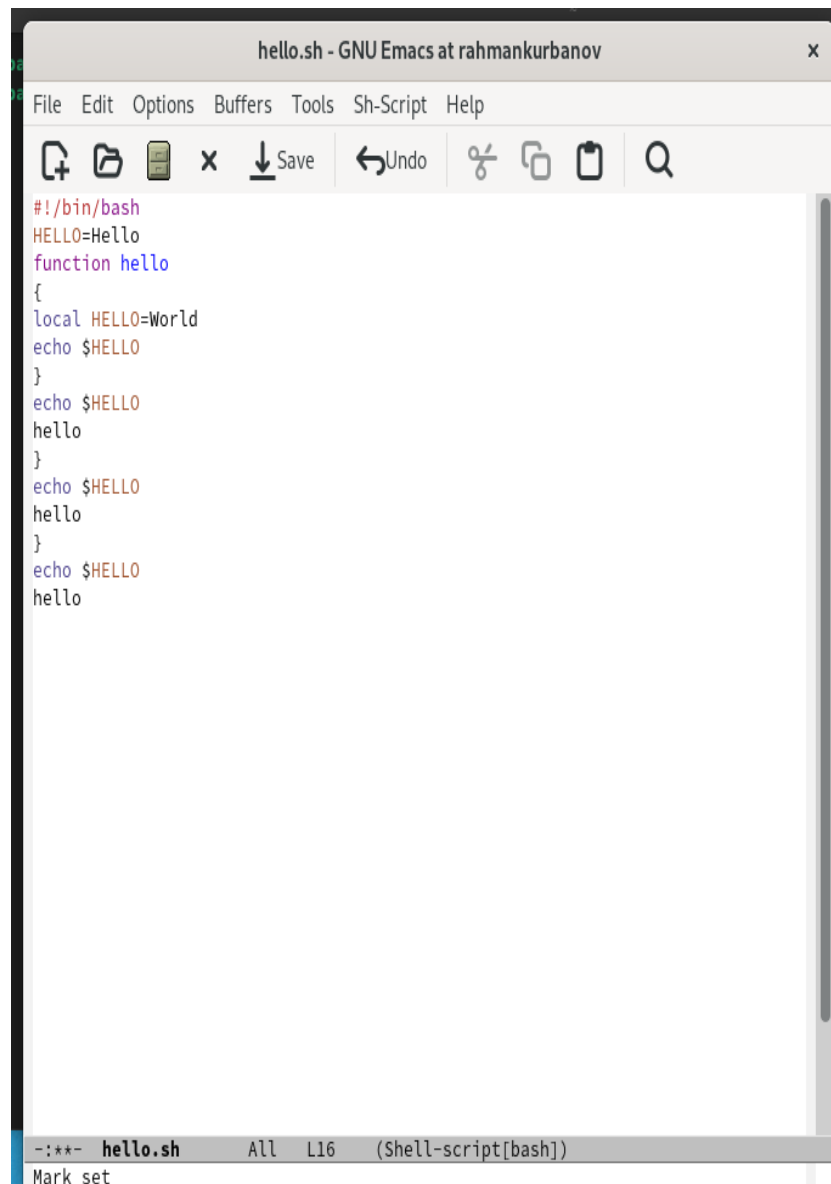 hello.sh - GNU Emacs at rahmankurbanov x
File Edit Options Buffers Tools Sh-Script Help
Save Undo
#!/bin/bash
HELLO=Hello
function hello
{
local HELLO=World
echo $HELLO
}
echo $HELLO
hello
}
echo $HELLO
hello
}
echo $HELLO
hello
-:**- hello.sh All L16 (Shell-script[bash])
Mark set